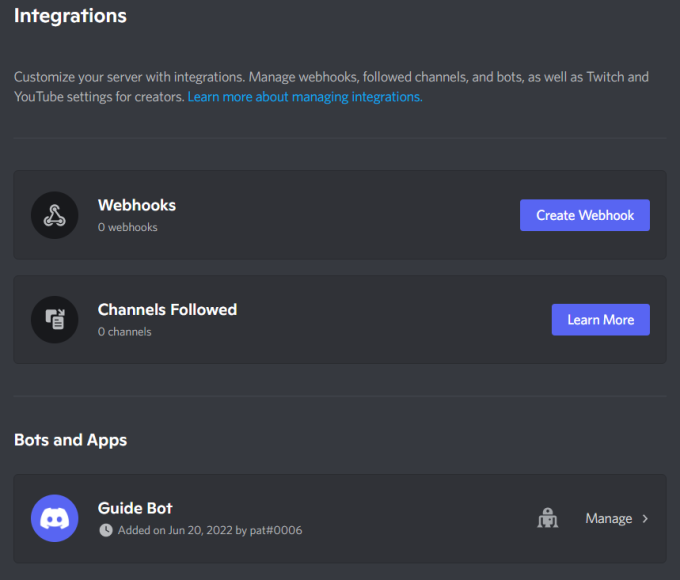 Integrations
Customize your server with integrations. Manage webhooks, followed channels, and bots, as well as Twitch and
YouTube settings for creators. Learn more about managing integrations.
Webhooks
0 webhooks
Create Webhook
Channels Followed
0 channels
Learn More
Bots and Apps
Guide Bot
Added on Jun 20, 2022 by pat#0006
Manage